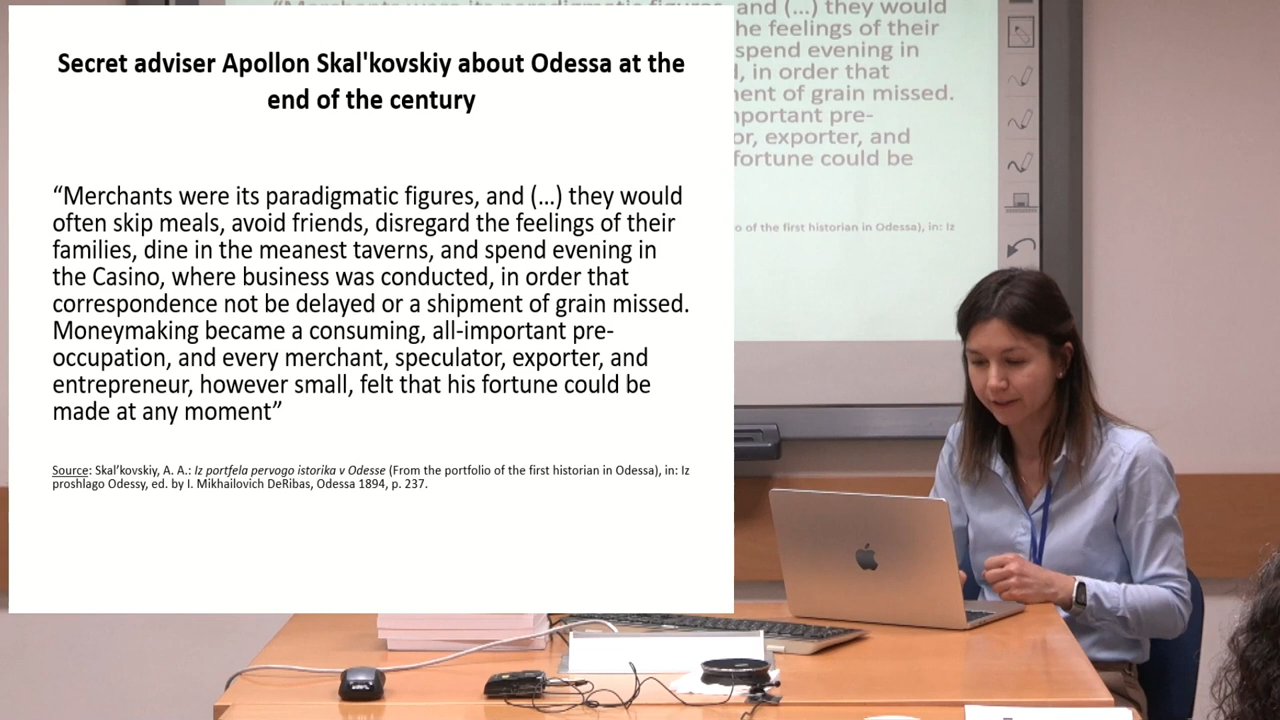 Secret adviser Apollon Skal'kovskiy about Odessa at the
end of the century
“Merchants were its paradigmatic figures, and (...) they would
often skip meals, avoid friends, disregard the feelings of their
families, dine in the meanest taverns, and spend evening in
the Casino, where business was conducted, in order that
correspondence not be delayed or a shipment of grain missed.
Moneymaking became a consuming, all-important pre-
occupation, and every merchant, speculator, exporter, and
entrepreneur, however small, felt that his fortune could be
made at any moment”
Source: Skal’kovskiy, A. A.: Iz portfela pervogo istorika v Odesse (From the portfolio of the first historian in Odessa), in: Iz
proshlago Odessy, ed. by I. Mikhailovich DeRibas, Odessa 1894, p. 237.
and (...) they would
he feelings of their
spend evening in
, in order that
ent of grain missed.
portant pre-
or, exporter, and
fortune could be
o of the first historian in Odessa), in: Iz